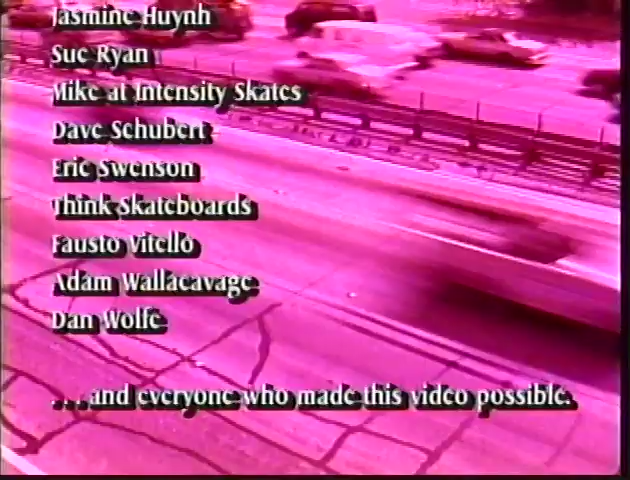 Jasmine Huynh
Sue Ryan
Mike at Intensity Skates
Dave Schubert
Eric Swenson
Think Skateboards
Fausto Vitello
Adam Wallacavage
Dan Wolfe
. . . and everyone who made this video possible.